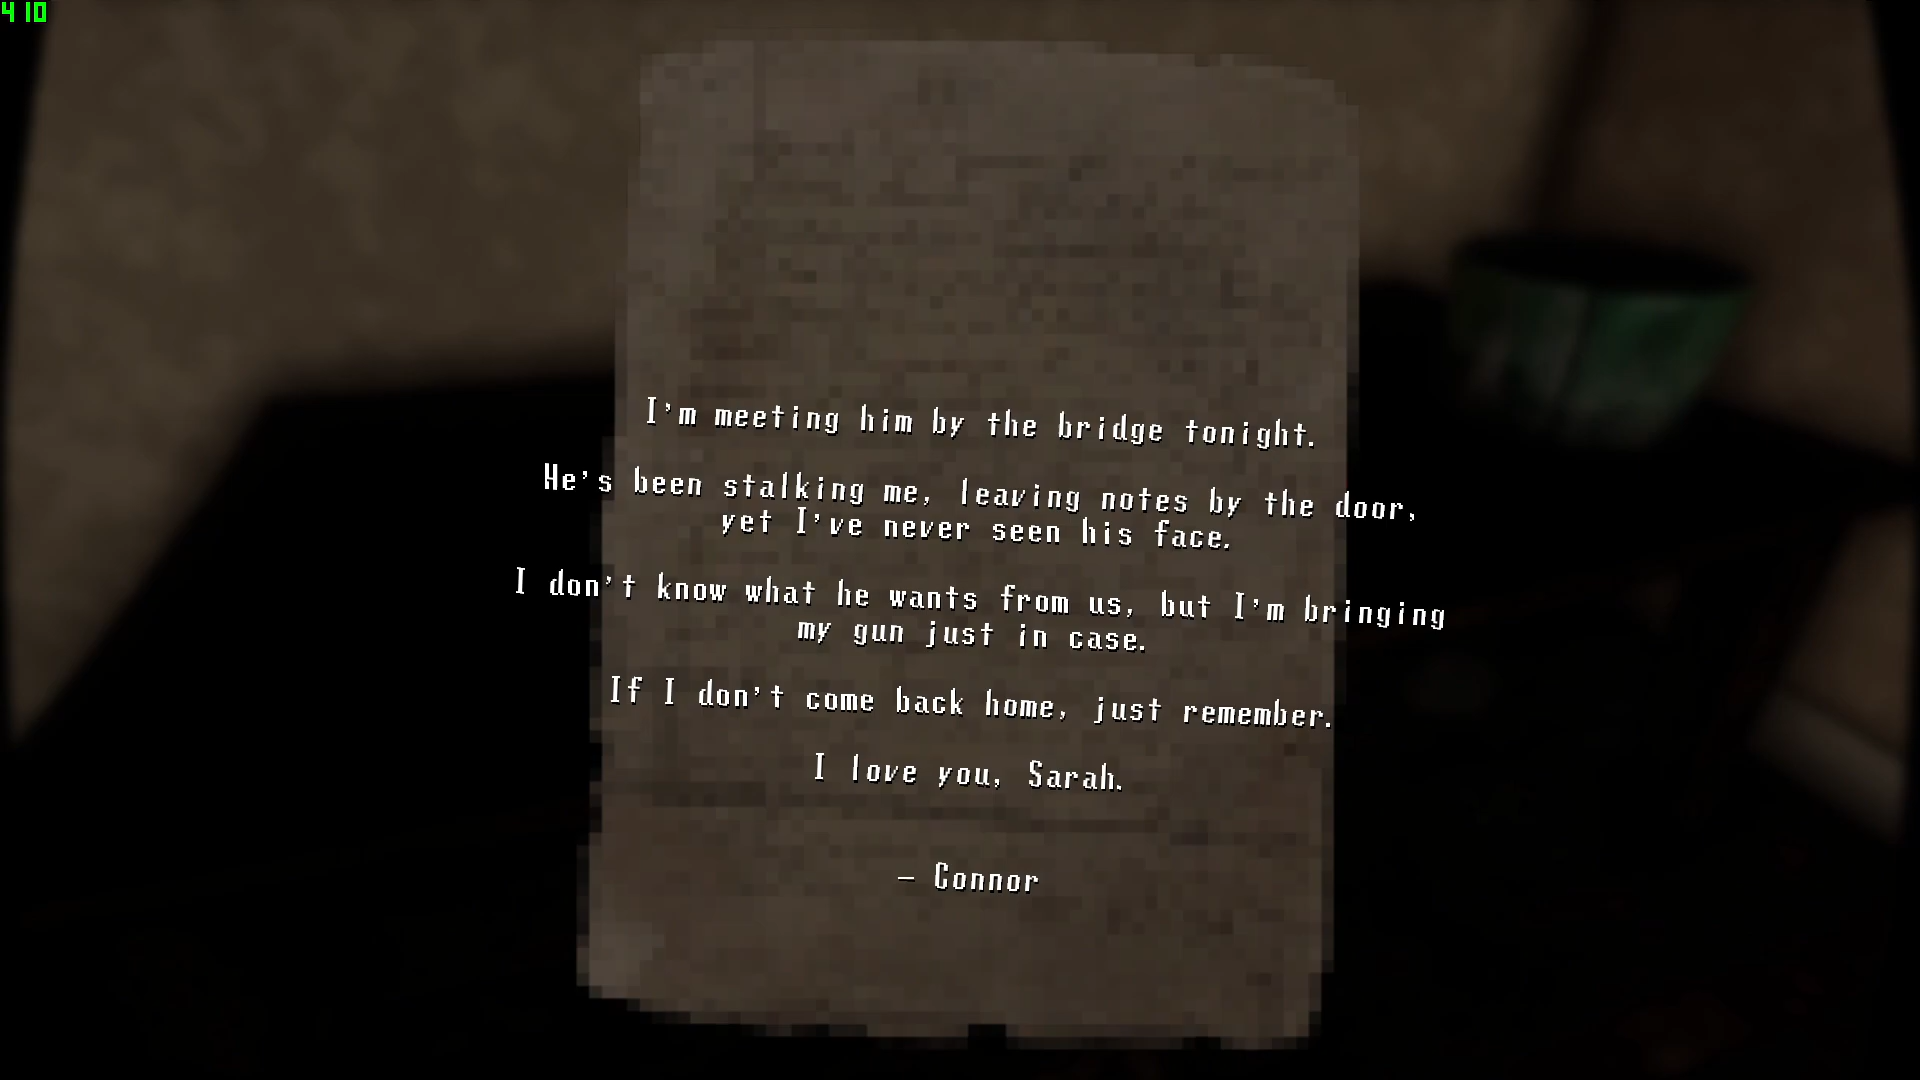 410
I'm meeting him by the bridge tonight.
He's been stalking me, leaving notes by the door,
yet I've never seen his face.
I don't know what he wants from us, but I'm bringing
my gun just in case.
If I don't come back home, just remember.
I love you, Sarah.
– Connor